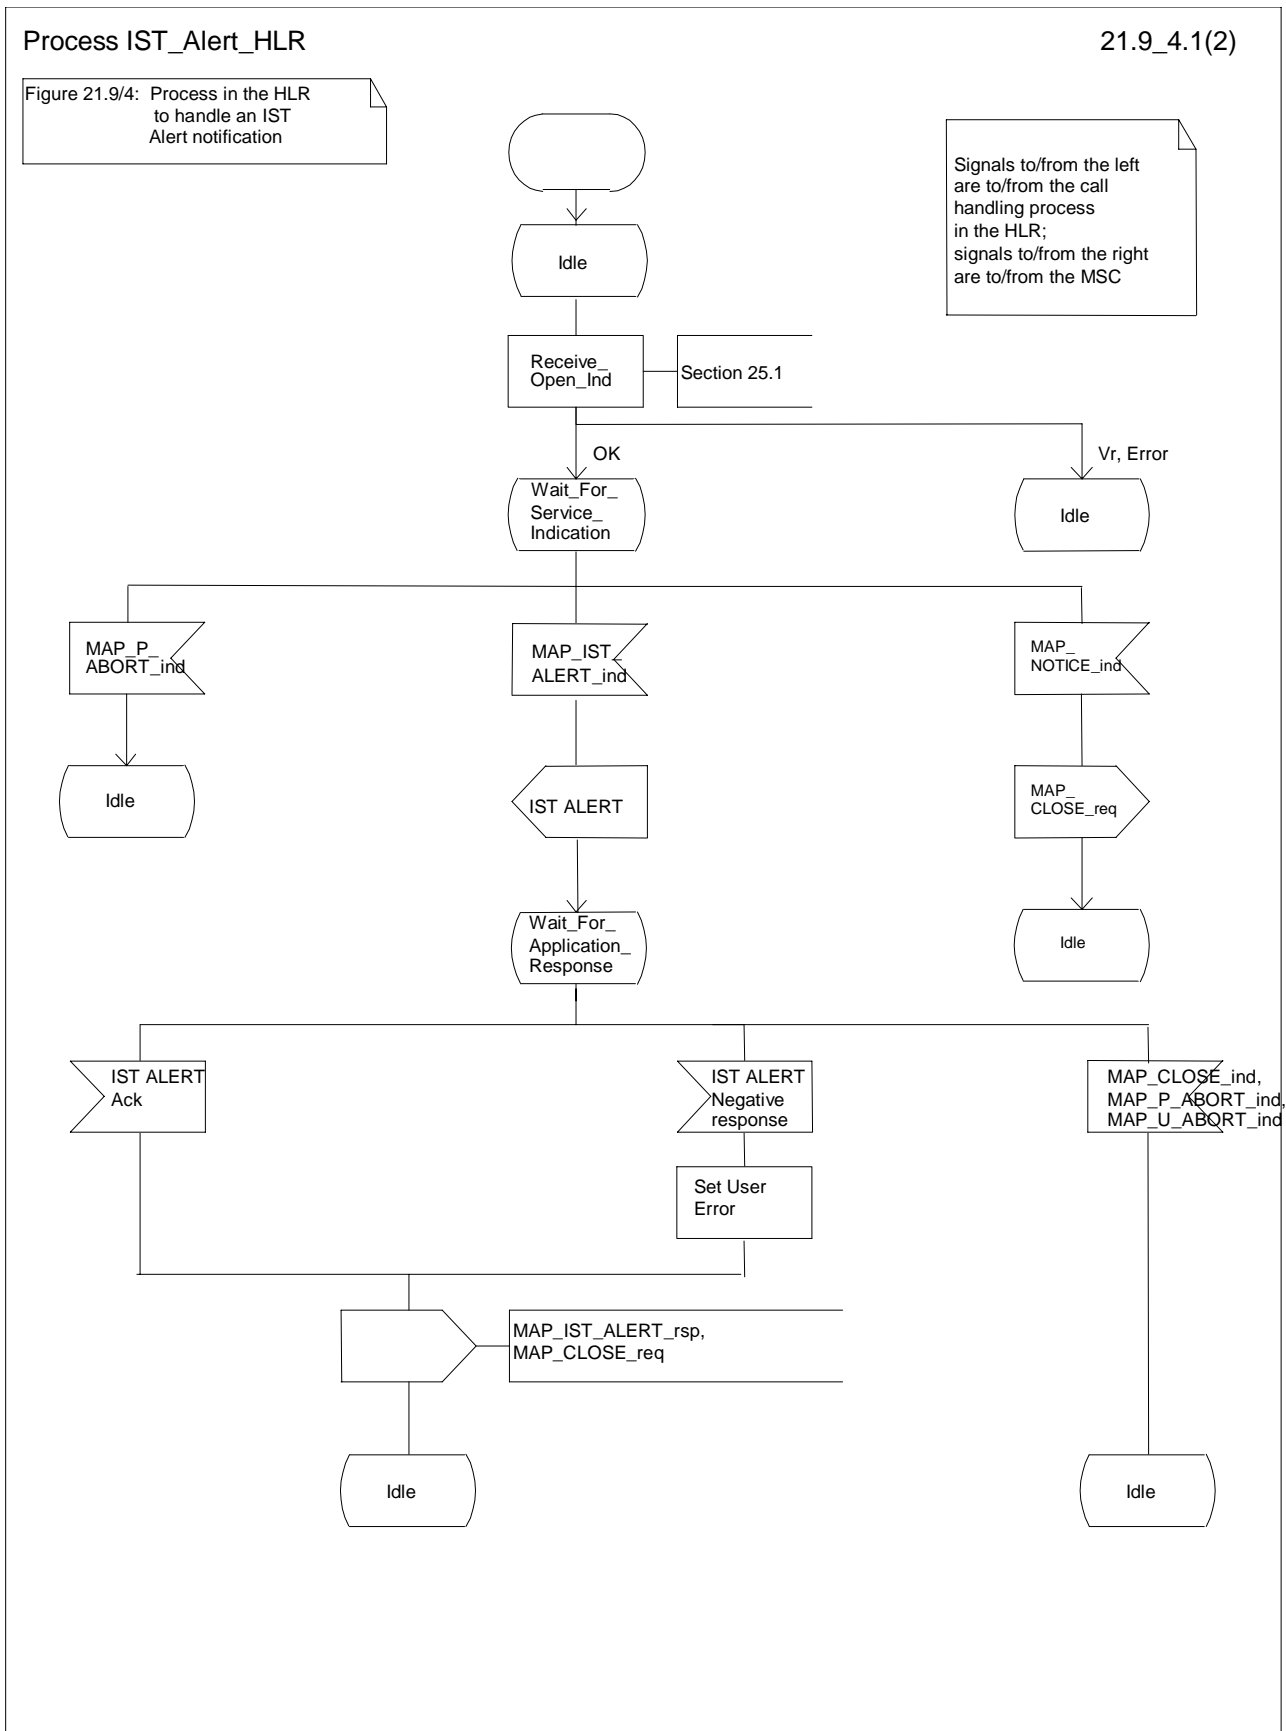 Process IST_Alert_HLR
21.9_4.1(2)
Figure 21.9/4: Process in the HLR
to handle an IST
Alert notification
Signals to/from the left
are to/from the call
handling process
in the HLR;
signals to/from the right
are to/from the MSC
Idle
Receive_
Open_Ind
Section 25.1
OK
Vr, Error
Wait_For_
Service_
Indication
Idle
MAP_P_
ABORT_ind
MAP_IST_
ALERT_ind
MAP_
NOTICE_ind
Idle
IST ALERT
MAP_
CLOSE_req
Wait_For_
Application_
Response
Idle
IST ALERT
Ack
IST ALERT
Negative
response
MAP_CLOSE_ind,
MAP_P_ABORT_ind,
MAP_U_ABORT_ind
Set User
Error
MAP_IST_ALERT_rsp,
MAP_CLOSE_req
Idle
Idle